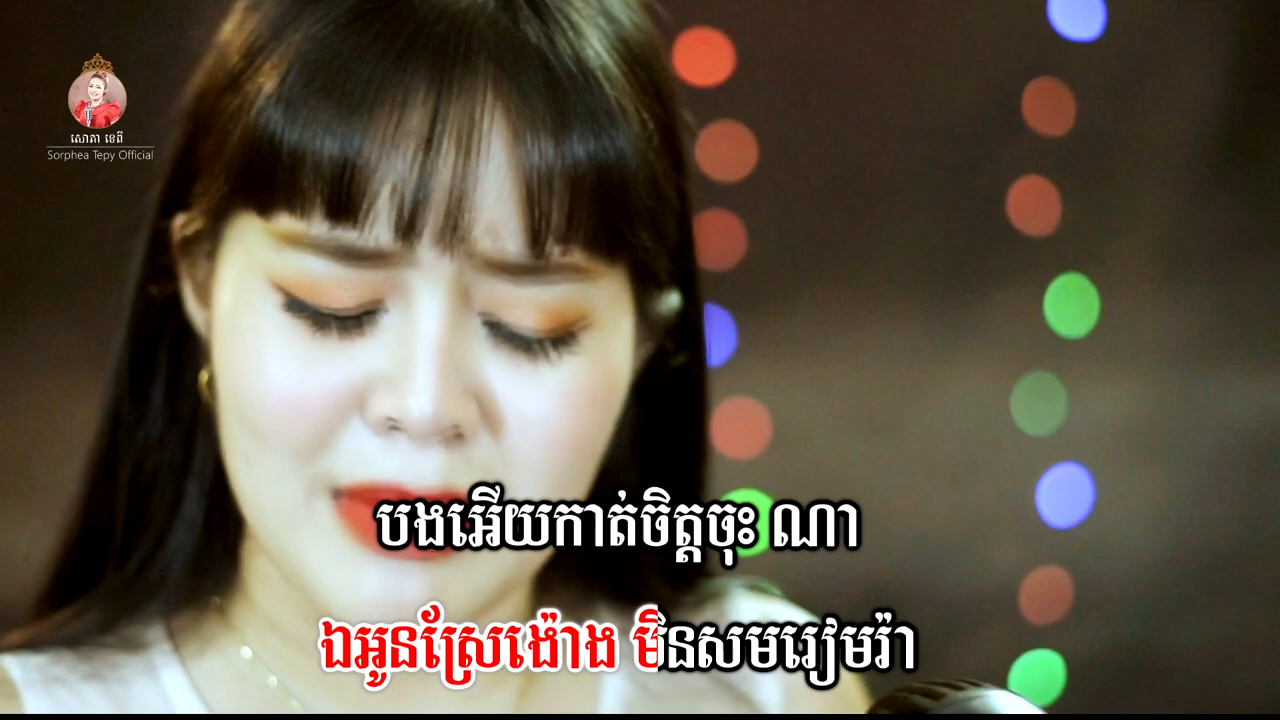 សោភា ទេពី
Sorphea Tepy Official
បងអើយកាត់ចិត្តចុះ ណា
ឯអូនស្រែង៉ោង មិនសមរៀមរ៉ា